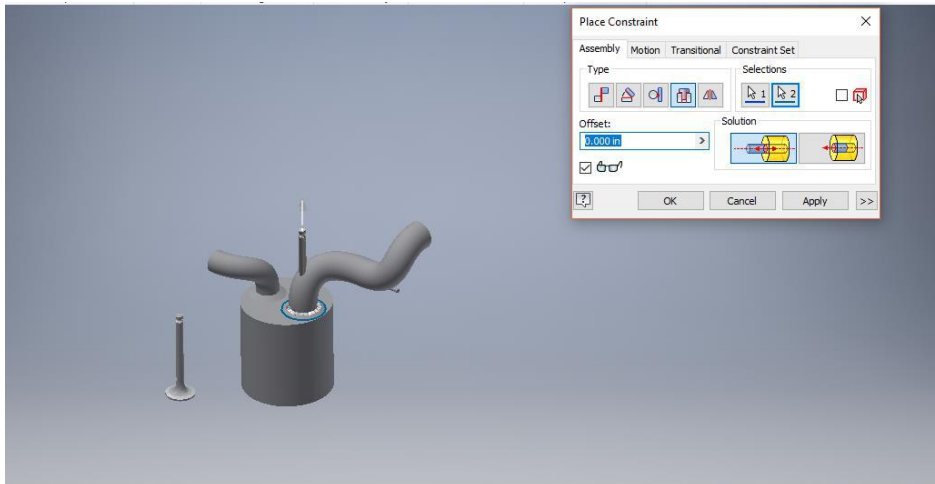 Place Constraint
Assembly Motion Transitional Constraint Set
Type
Selections
1 2
Offset:
Solution
0.000 in
OK Cancel Apply >>